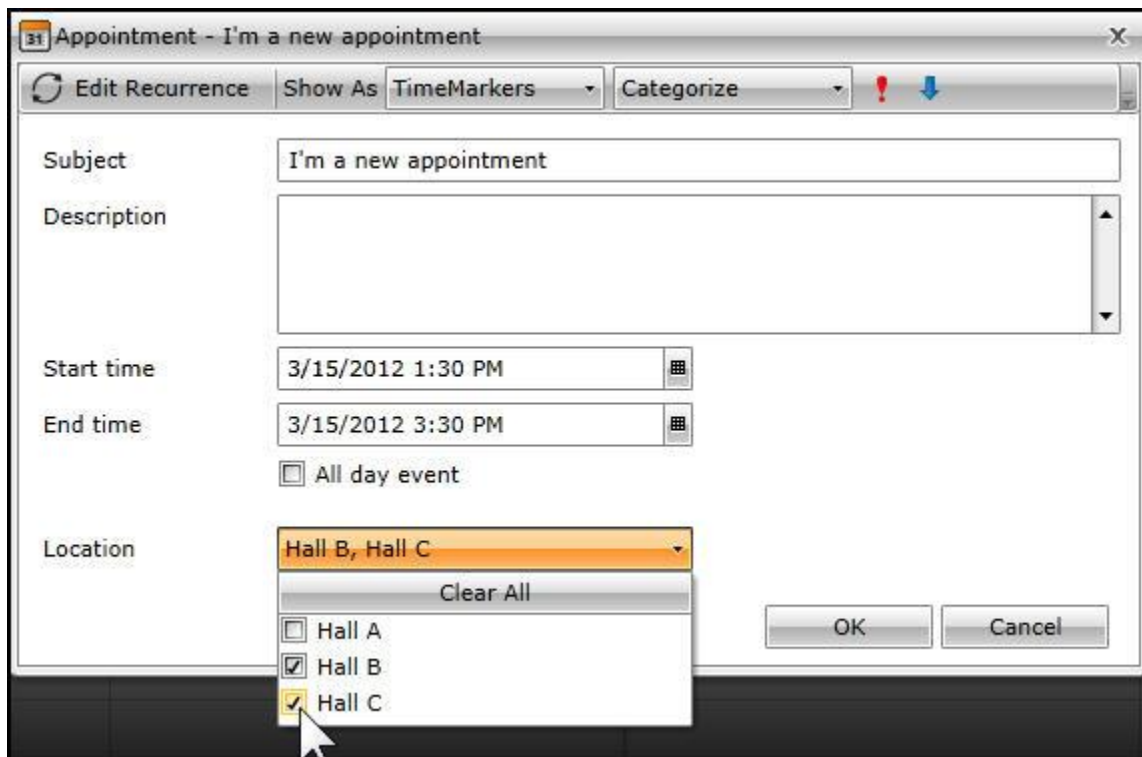 31 Appointment - I'm a new appointment X
Edit Recurrence Show As TimeMarkers Categorize
Subject I'm a new appointment
Description
Start time 3/15/2012 1:30 PM
End time 3/15/2012 3:30 PM
All day event
Location Hall B, Hall C
Clear All
Hall A
OK Cancel
Hall B
Hall C